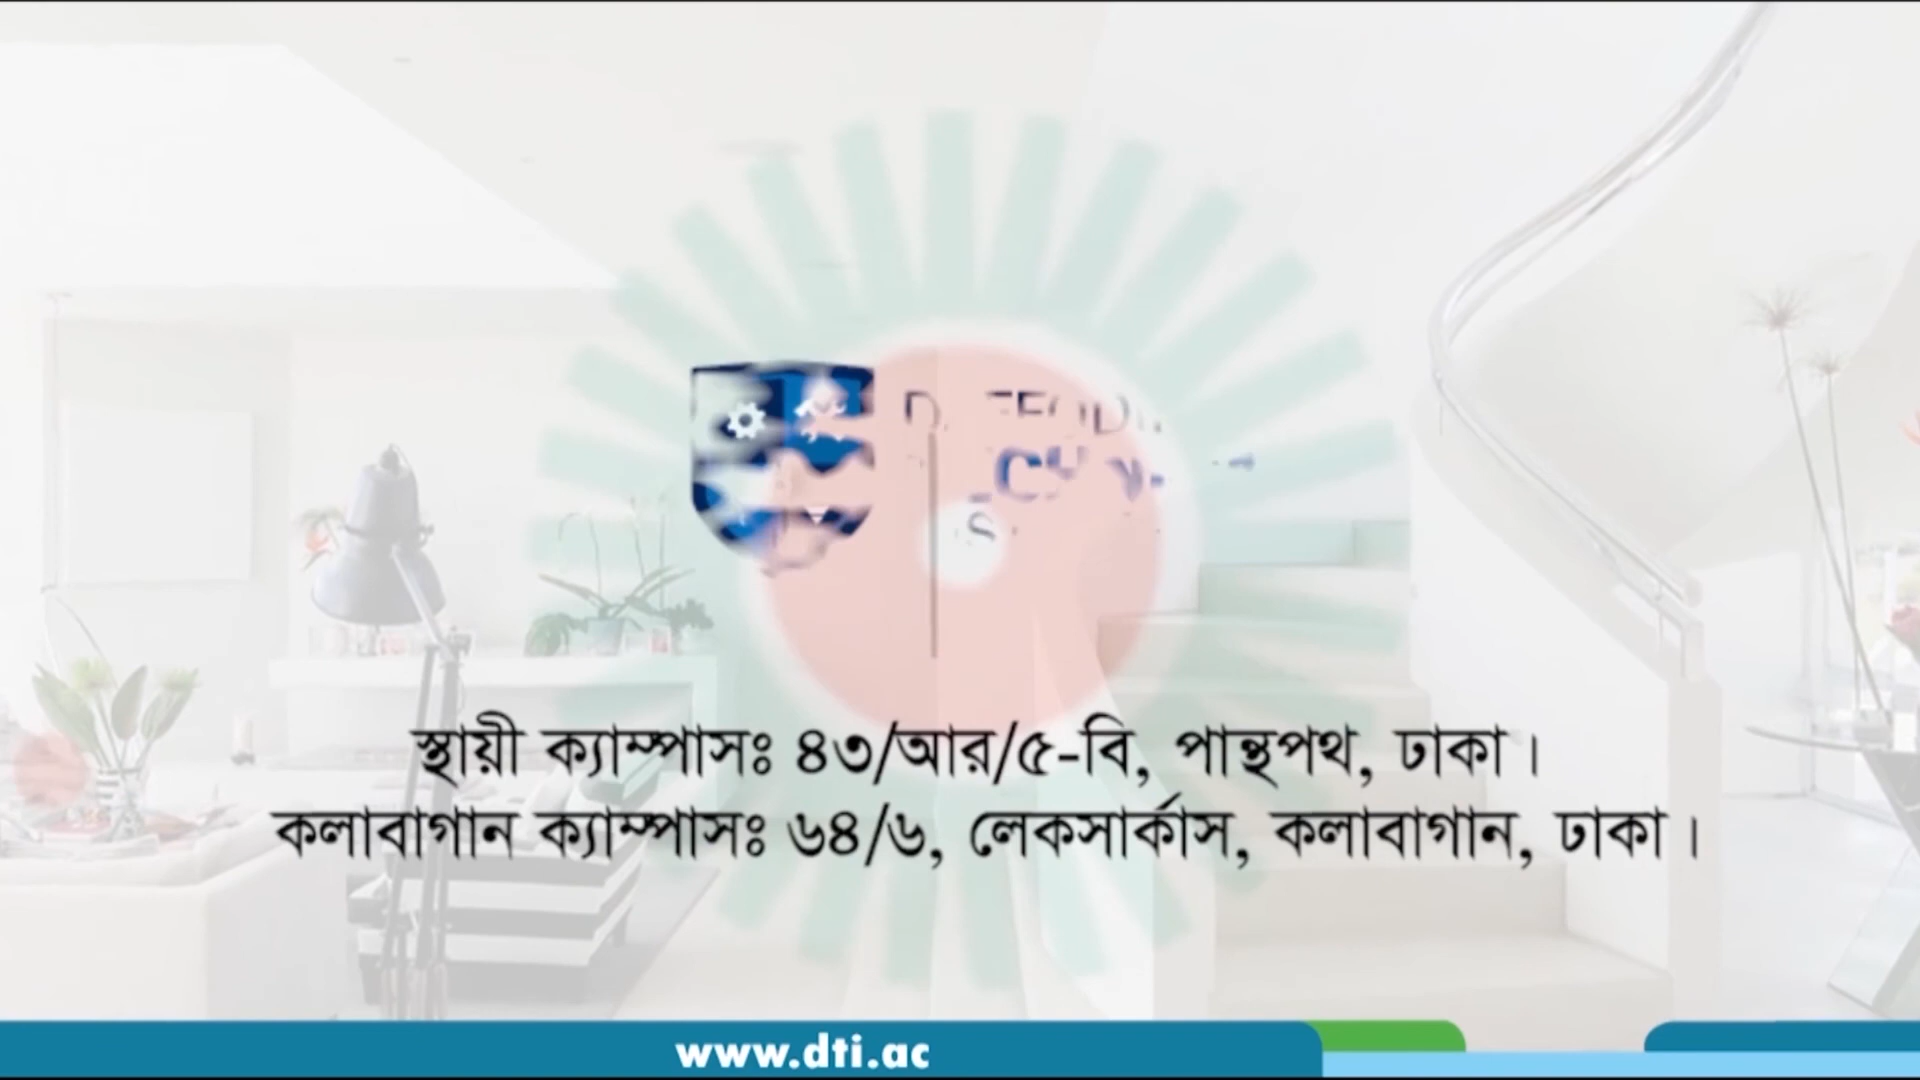 স্থায়ী ক্যাম্পাসঃ ৪৩/আর/৫-বি, পান্থপথ, ঢাকা।
কলাবাগান ক্যাম্পাসঃ ৬৪/৬, লেকসার্কাস, কলাবাগান, ঢাকা।
www.dti.ac